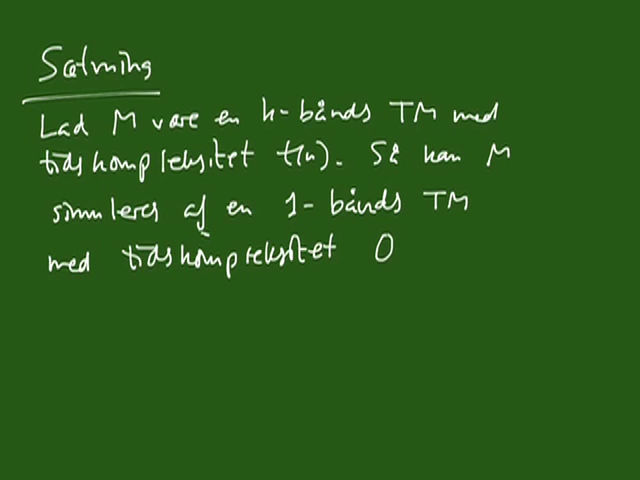 Sætning
Lad M være en k-bånds TM med
tidskompleksitet t(n). Så kan M
simuleres af en 1-bånds TM
med tidskompleksitet O